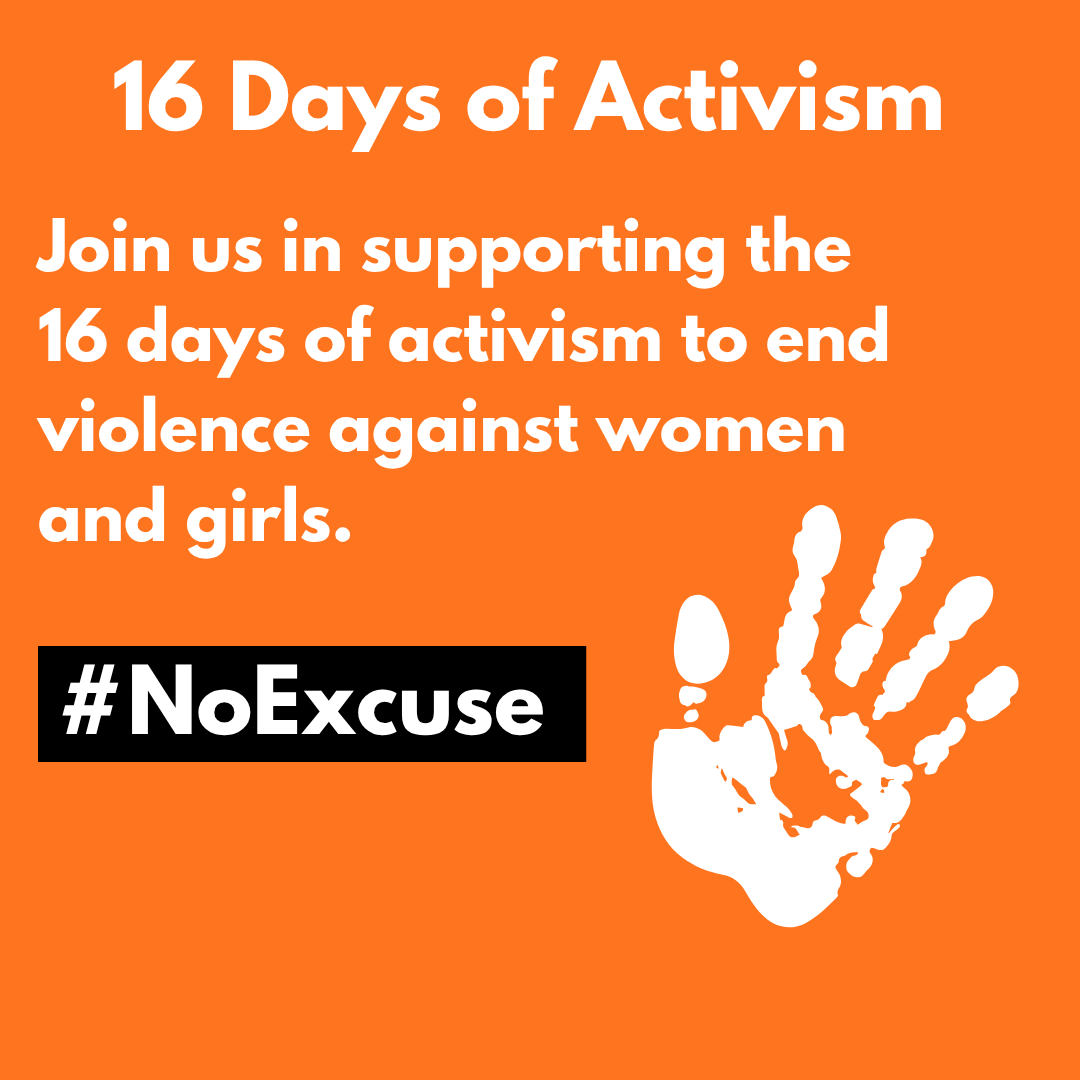 16 Days of Activism
Join us in supporting the
16 days of activism to end
violence against women
and girls.
#NoExcuse